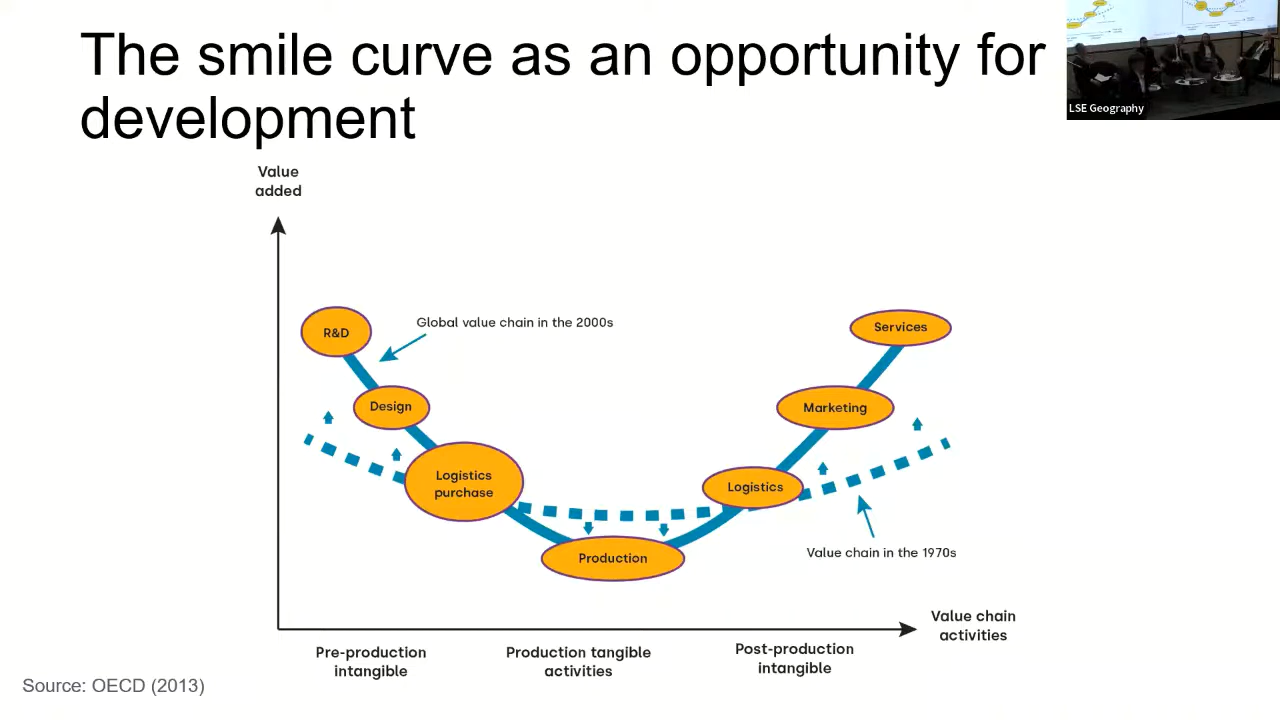 The smile curve as an opportunity for
development
LSE Geography
Value
added
R&D
Global value chain in the 2000s
Services
Design
Marketing
Logistics
purchase
Logistics
Production
Value chain in the 1970s
Value chain
activities
Pre-production
intangible
Production tangible
activities
Post-production
intangible
Source: OECD (2013)